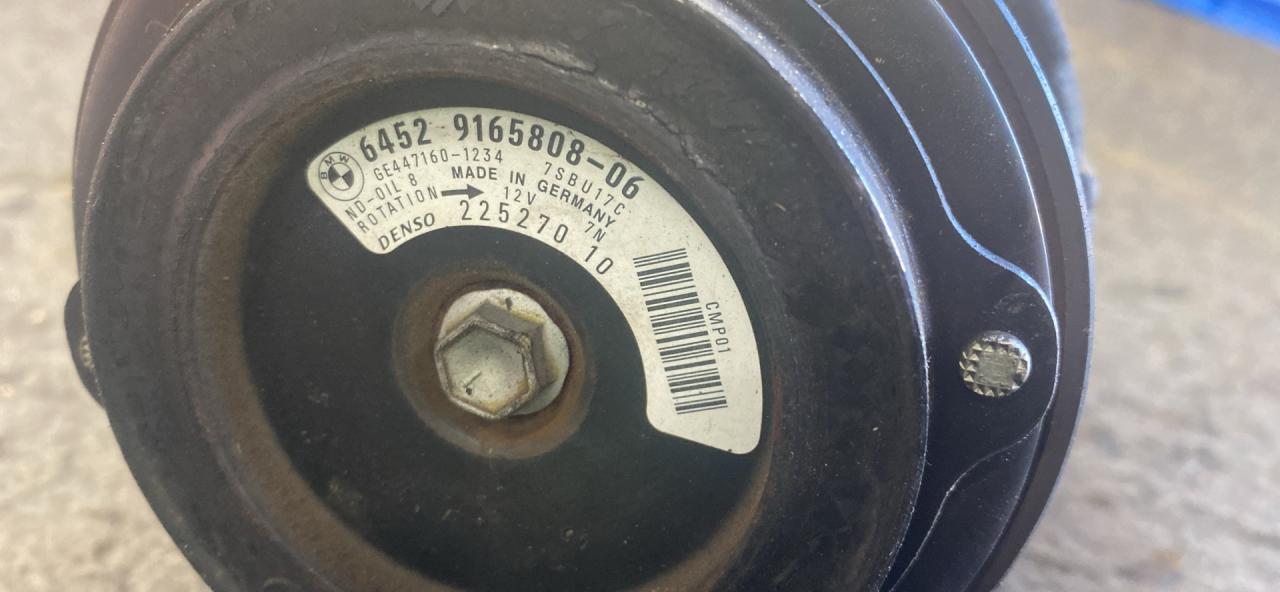 BMW
6452 9165808-06
GE447160-1234 7SBU17C
ND-OIL 8 MADE IN GERMANY
ROTATION → 12V 7N
DENSO 225270 10
CMP01